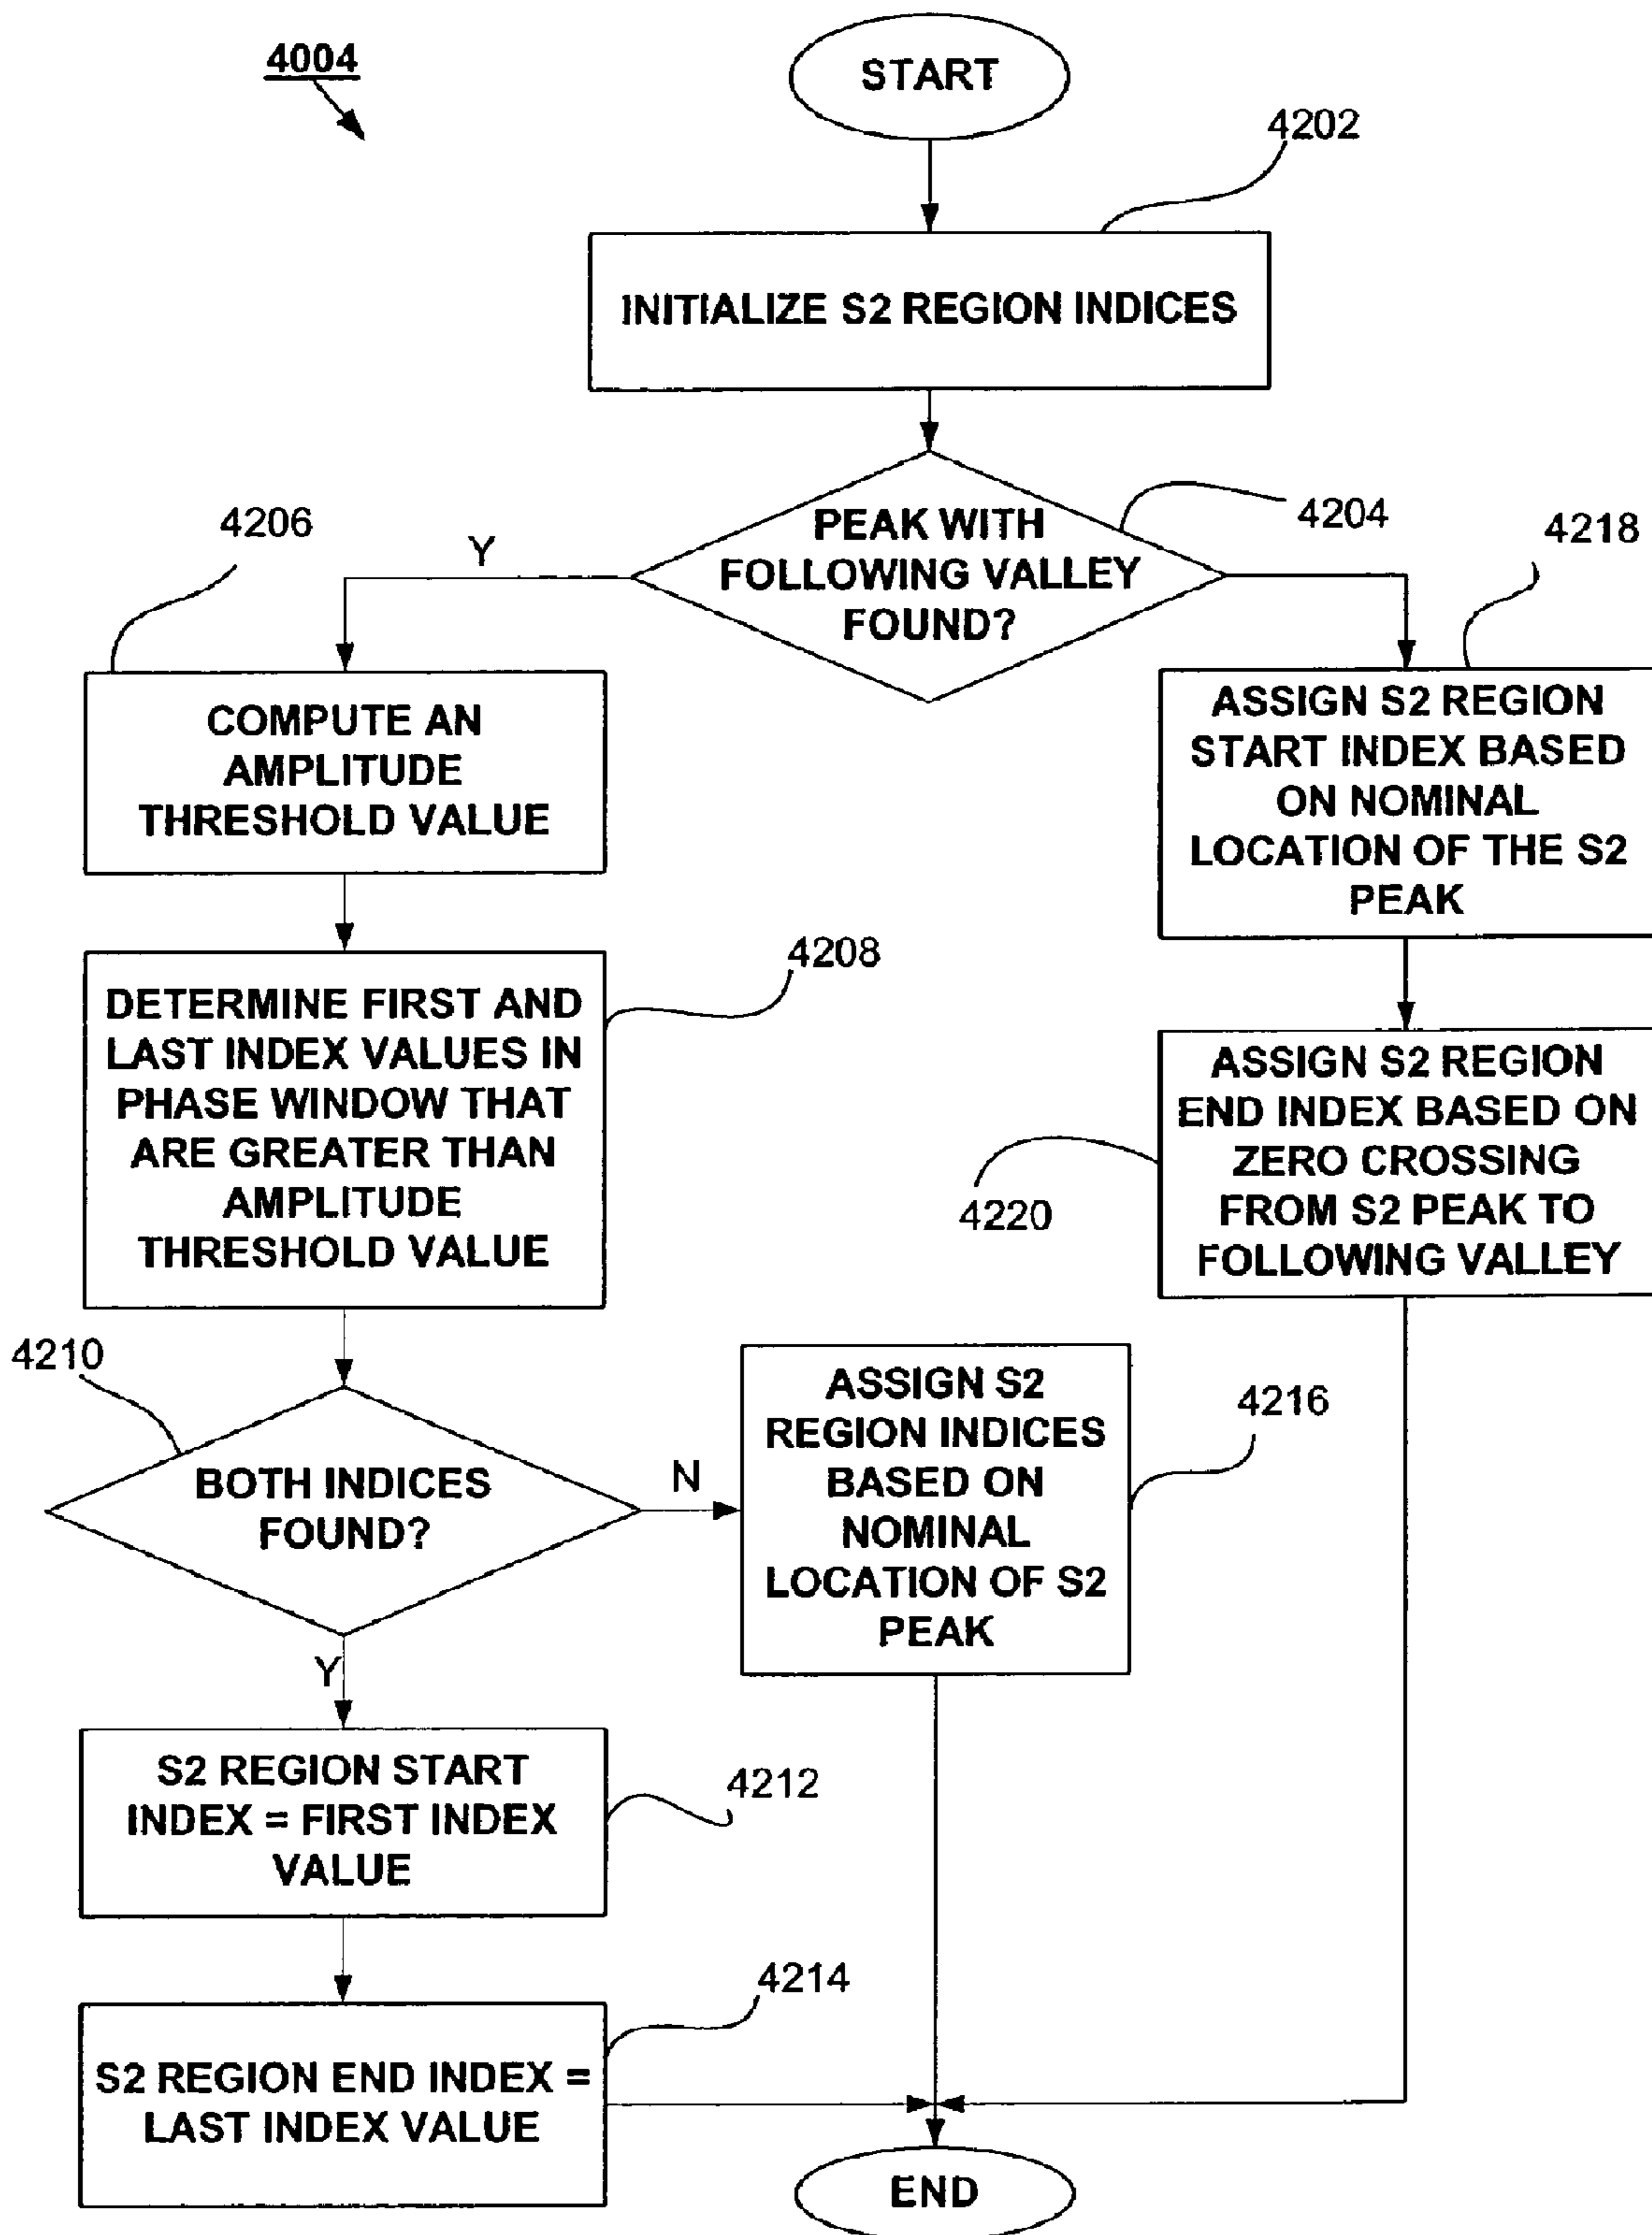 4004
START
4202
INITIALIZE S2 REGION INDICES
4206
Y
PEAK WITH
FOLLOWING VALLEY
FOUND?
4204
4218
COMPUTE AN
AMPLITUDE
THRESHOLD VALUE
ASSIGN S2 REGION
START INDEX BASED
ON NOMINAL
LOCATION OF THE S2
PEAK
4208
DETERMINE FIRST AND
LAST INDEX VALUES IN
PHASE WINDOW THAT
ARE GREATER THAN
AMPLITUDE
THRESHOLD VALUE
ASSIGN S2 REGION
END INDEX BASED ON
ZERO CROSSING
FROM S2 PEAK TO
FOLLOWING VALLEY
4220
4210
BOTH INDICES
FOUND?
N
ASSIGN S2
REGION INDICES
BASED ON
NOMINAL
LOCATION OF S2
PEAK
4216
Y
S2 REGION START
INDEX = FIRST INDEX
VALUE
4212
4214
S2 REGION END INDEX =
LAST INDEX VALUE
END